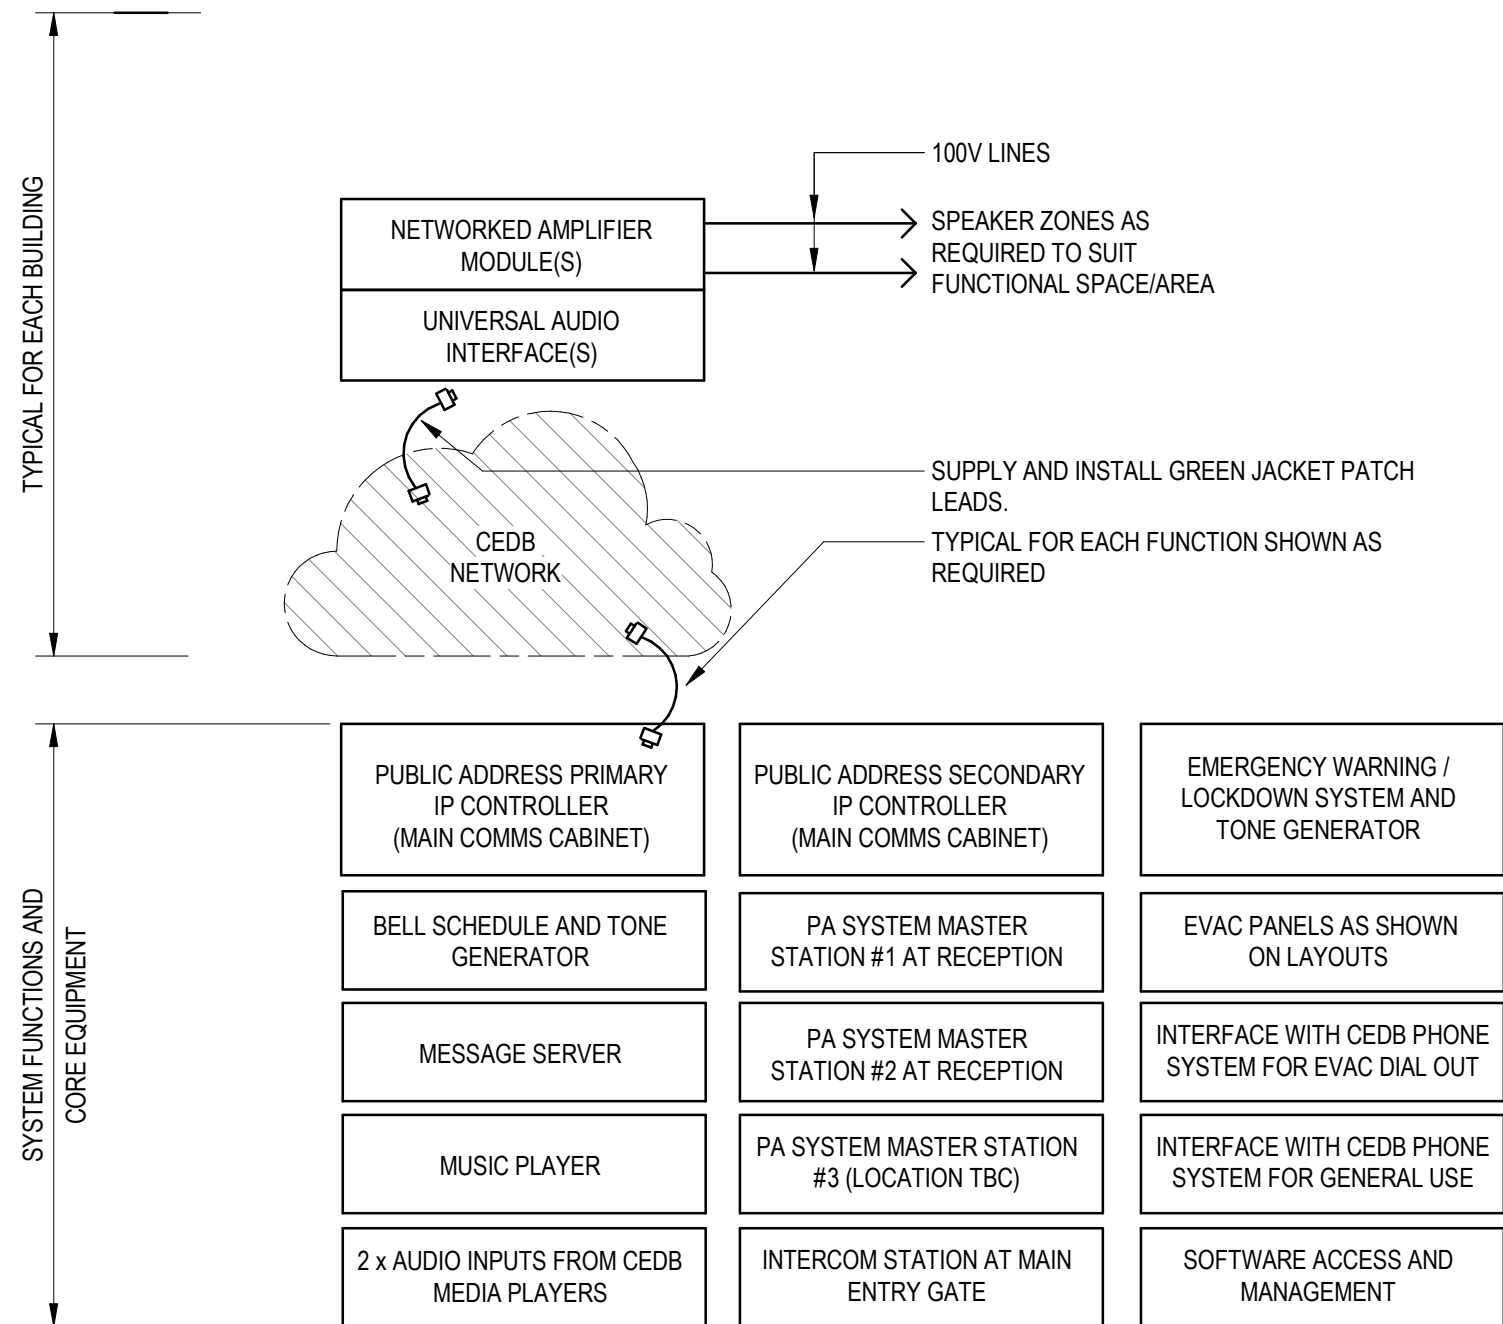 TYPICAL FOR EACH BUILDING
100V LINES
NETWORKED AMPLIFIER
MODULE(S)
SPEAKER ZONES AS
REQUIRED TO SUIT
FUNCTIONAL SPACE/AREA
UNIVERSAL AUDIO
INTERFACE(S)
SUPPLY AND INSTALL GREEN JACKET PATCH
LEADS.
CEDB
NETWORK
TYPICAL FOR EACH FUNCTION SHOWN AS
REQUIRED
SYSTEM FUNCTIONS AND
CORE EQUIPMENT
PUBLIC ADDRESS PRIMARY
IP CONTROLLER
(MAIN COMMS CABINET)
PUBLIC ADDRESS SECONDARY
IP CONTROLLER
(MAIN COMMS CABINET)
EMERGENCY WARNING /
LOCKDOWN SYSTEM AND
TONE GENERATOR
BELL SCHEDULE AND TONE
GENERATOR
PA SYSTEM MASTER
STATION #1 AT RECEPTION
EVAC PANELS AS SHOWN
ON LAYOUTS
MESSAGE SERVER
PA SYSTEM MASTER
STATION #2 AT RECEPTION
INTERFACE WITH CEDB PHONE
SYSTEM FOR EVAC DIAL OUT
MUSIC PLAYER
PA SYSTEM MASTER STATION
#3 (LOCATION TBC)
INTERFACE WITH CEDB PHONE
SYSTEM FOR GENERAL USE
2 x AUDIO INPUTS FROM CEDB
MEDIA PLAYERS
INTERCOM STATION AT MAIN
ENTRY GATE
SOFTWARE ACCESS AND
MANAGEMENT